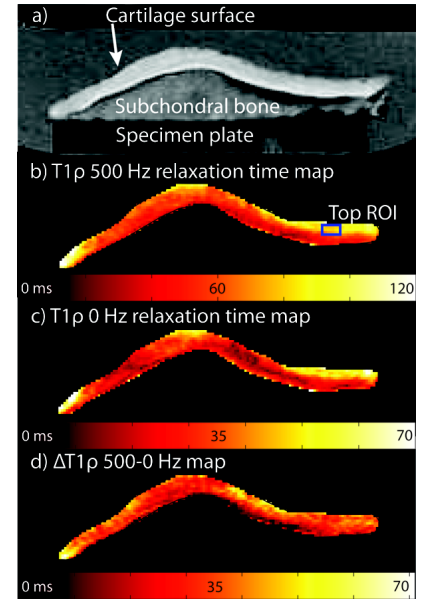 a)
Cartilage surface
Subchondral bone
Specimen plate
b) T1ρ 500 Hz relaxation time map
Top ROI
0 ms 60 120
c) T1ρ 0 Hz relaxation time map
0 ms 35 70
d) ΔT1ρ 500-0 Hz map
0 ms 35 70